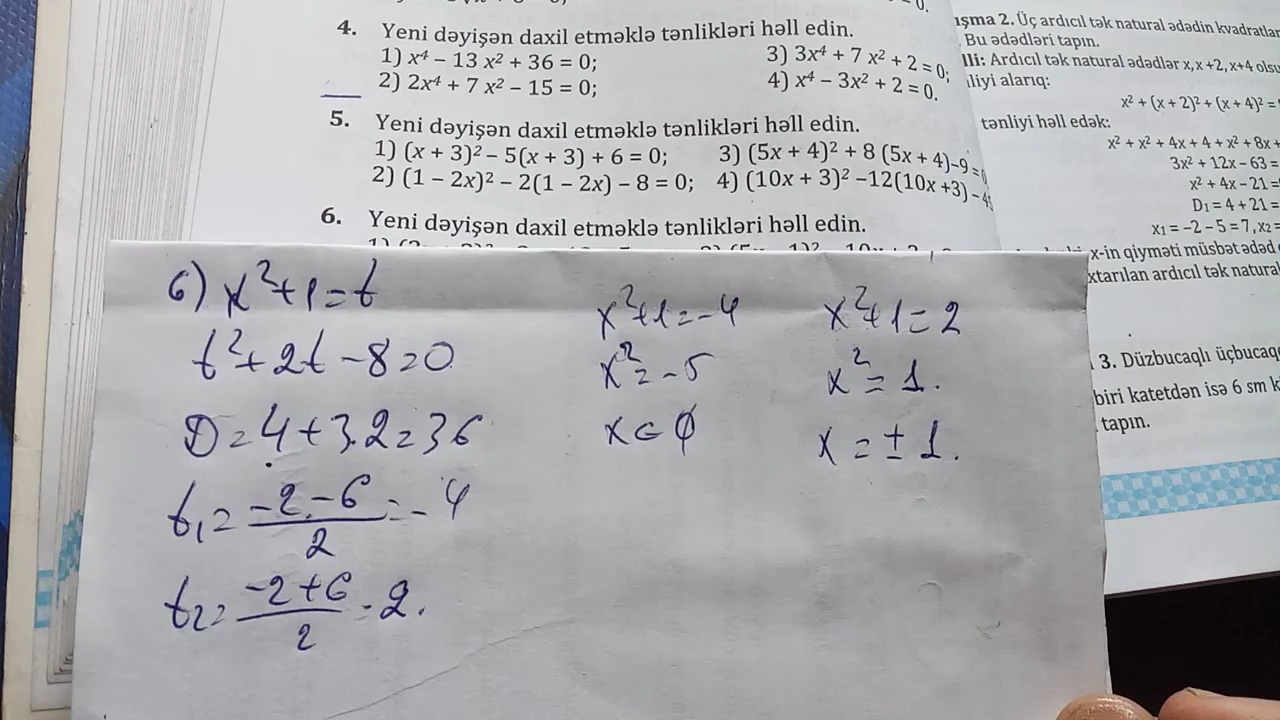 4. Yeni dəyişən daxil etməklə tənlikləri həll edin.
1) x⁴ – 13 x² + 36 = 0; 3) 3x⁴ + 7 x² + 2 = 0;
2) 2x⁴ + 7 x² – 15 = 0; 4) x⁴ – 3x² + 2 = 0.
5. Yeni dəyişən daxil etməklə tənlikləri həll edin.
1) (x + 3)² – 5(x + 3) + 6 = 0; 3) (5x + 4)² + 8 (5x + 4) – 9 = 0
2) (1 – 2x)² – 2(1 – 2x) – 8 = 0; 4) (10x + 3)² –12(10x +3) – 45
6. Yeni dəyişən daxil etməklə tənlikləri həll edin.
ışma 2. Üç ardıcıl tək natural ədədin kvadratlar
Bu ədədləri tapın.
lli: Ardıcıl tək natural ədədlər x, x +2, x+4 olsu
liyi alarıq:
x² + (x + 2)² + (x + 4)² =
tənliyi həll edək:
x² + x² + 4x + 4 + x² + 8x +
3x² + 12x – 63 =
x² + 4x – 21 =
D₁ = 4 + 21 =
x₁ = –2 – 5 = 7, x₂ =
x-in qiyməti müsbət ədəd
xtarılan ardıcıl tək natural
3. Düzbucaqlı üçbucaq
biri katetdən isə 6 sm
tapın.
6) x²+1=t
t²+2t–8=0
D=4+32=36
t₁=(-2-6)/2=-4
t₂=(-2+6)/2=2.
x²+1=-4
x²=-5
x∈∅
x²+1=2
x²=1.
x=±1.